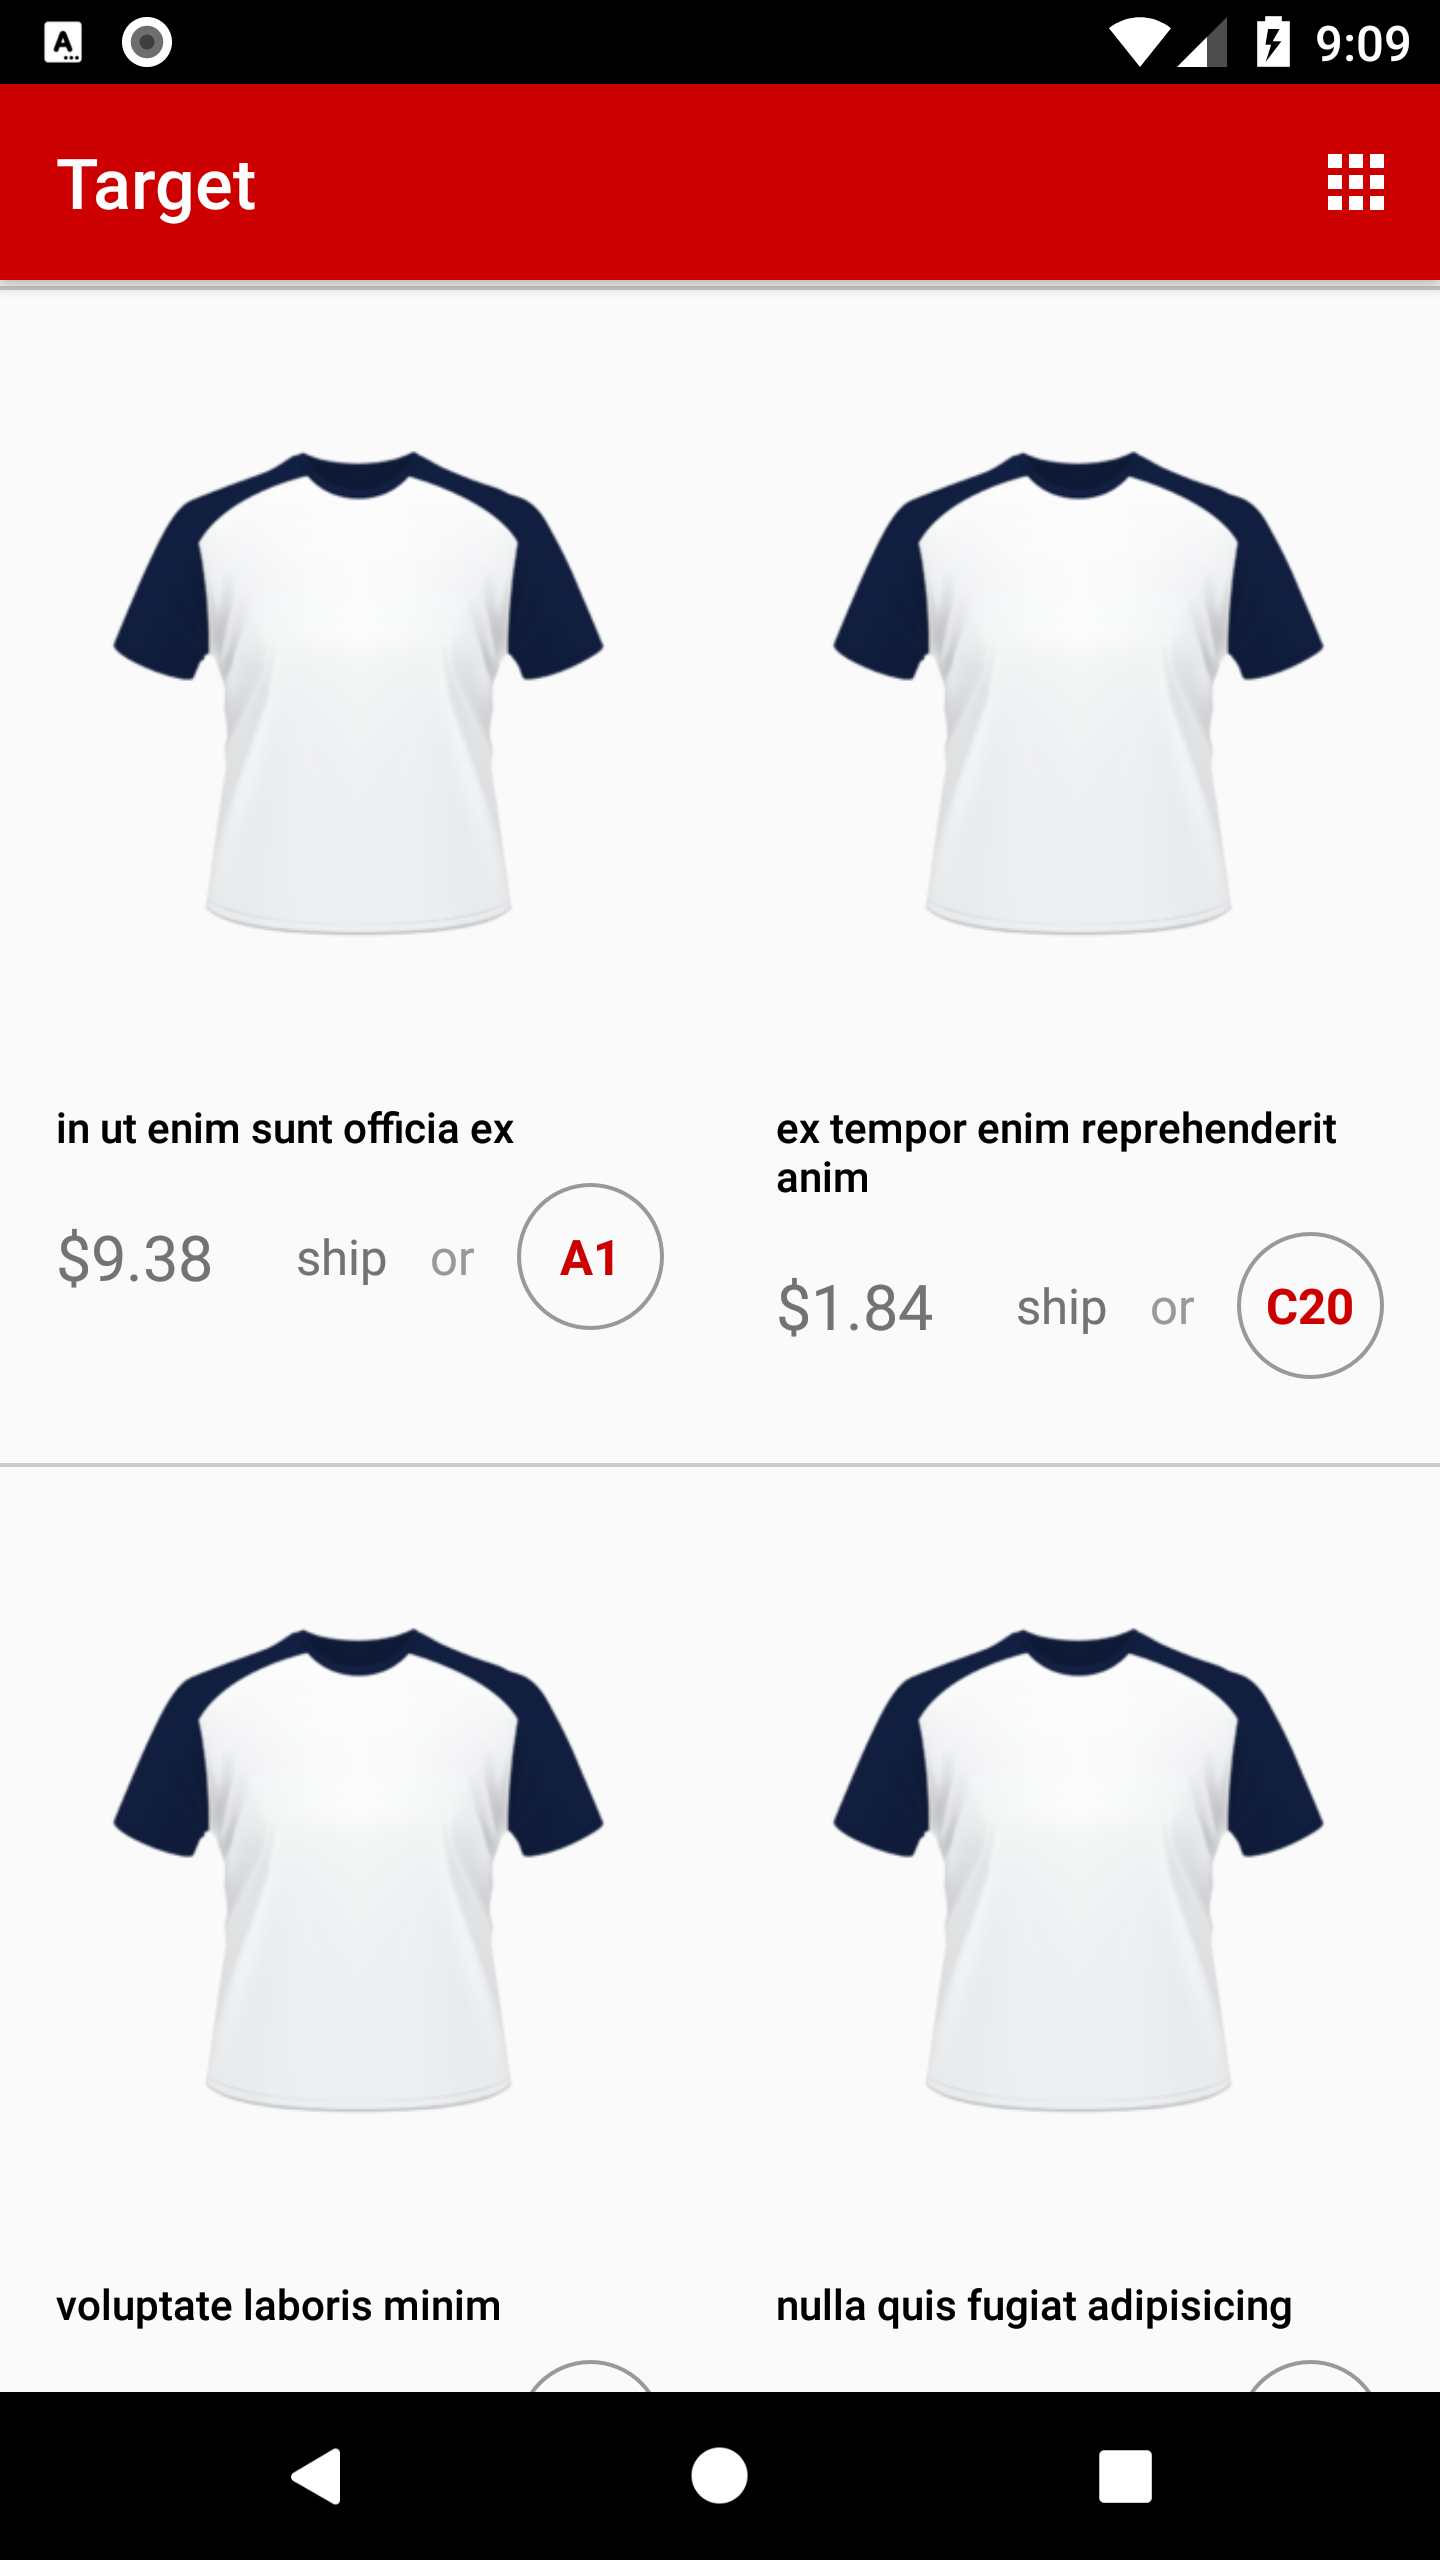 9:09
Target
in ut enim sunt officia ex
$9.38 ship or A1
ex tempor enim reprehenderit
anim
$1.84 ship or C20
voluptate laboris minim
nulla quis fugiat adipisicing